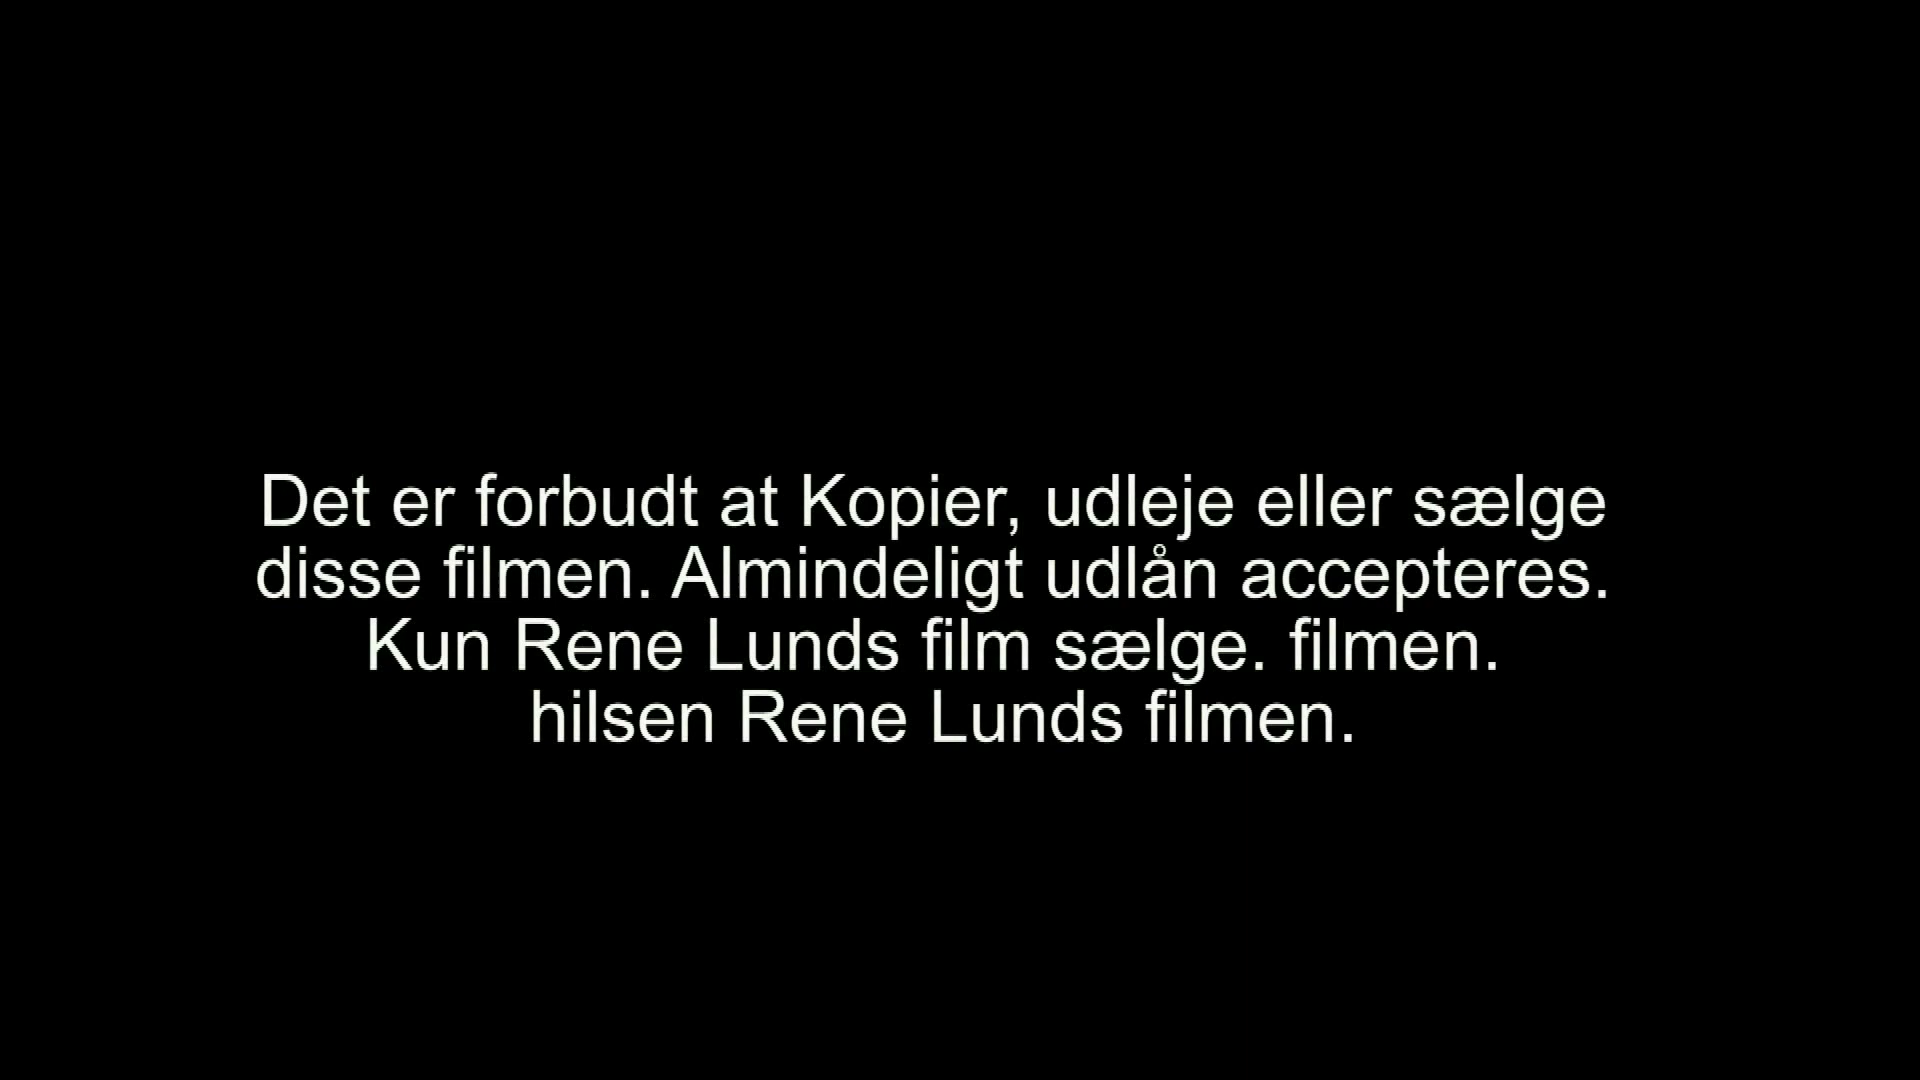 Det er forbudt at Kopier, udleje eller sælge
disse filmen. Almindeligt udlån accepteres.
Kun Rene Lunds film sælge. filmen.
hilsen Rene Lunds filmen.